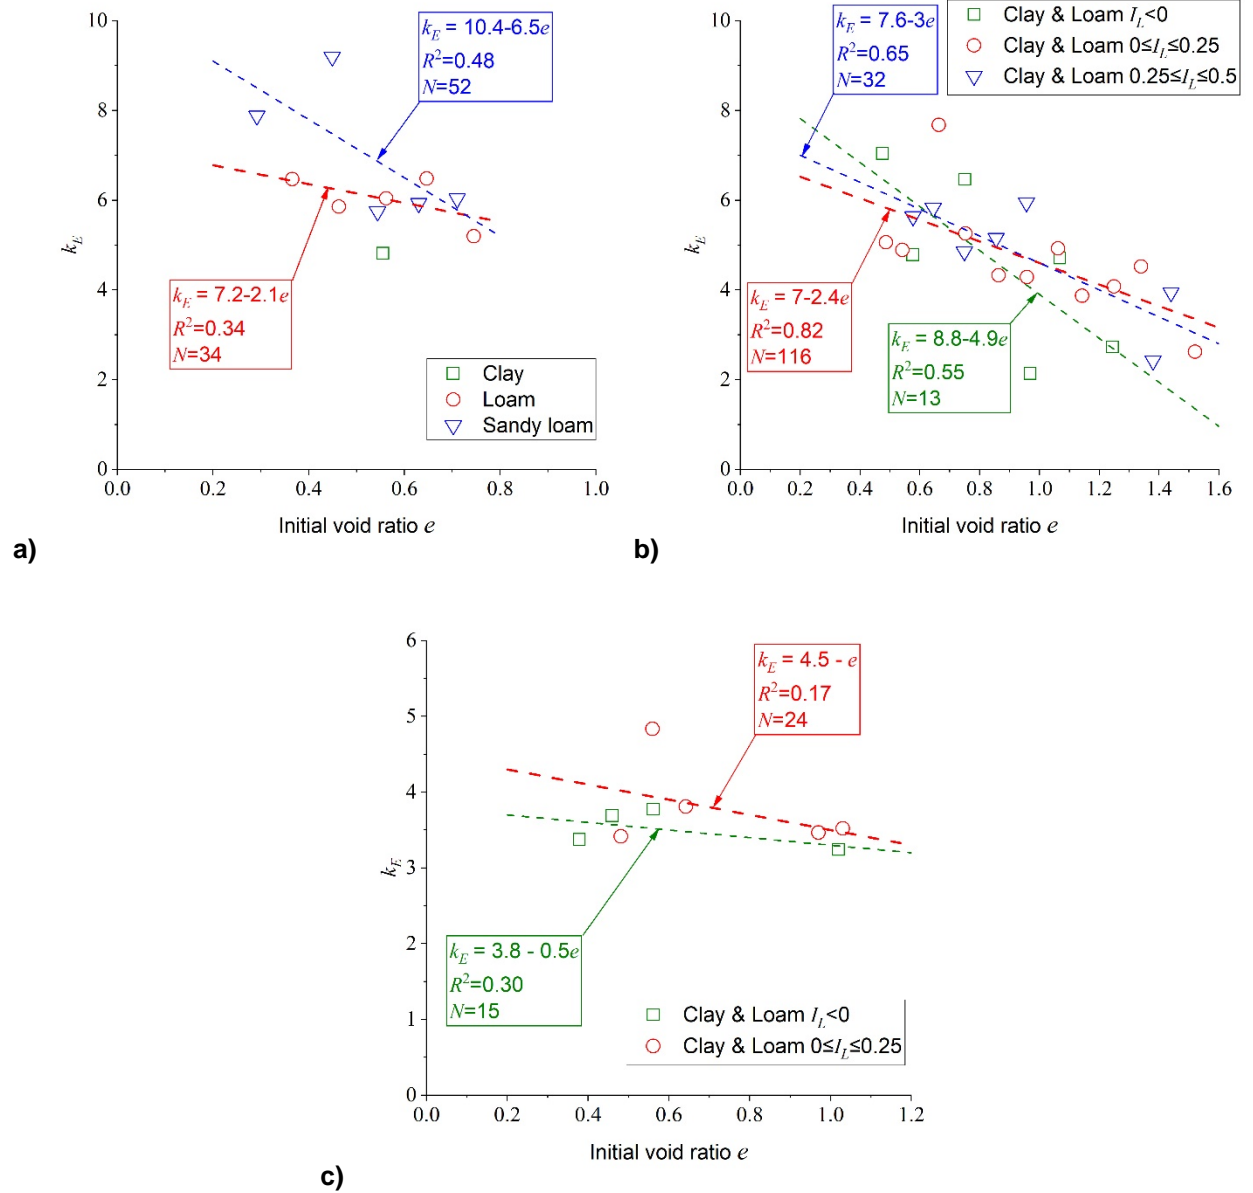 10
8
6
4
2
0
k_E
k_E = 10.4-6.5e
R²=0.48
N=52
k_E = 7.2-2.1e
R²=0.34
N=34
Clay
Loam
Sandy loam
0.0 0.2 0.4 0.6 0.8 1.0
Initial void ratio e
a)
10
8
6
4
2
0
k_E
k_E = 7.6-3e
R²=0.65
N=32
Clay & Loam I_L<0
Clay & Loam 0≤I_L≤0.25
Clay & Loam 0.25≤I_L≤0.5
k_E = 7-2.4e
R²=0.82
N=116
k_E = 8.8-4.9e
R²=0.55
N=13
0.0 0.2 0.4 0.6 0.8 1.0 1.2 1.4 1.6
Initial void ratio e
b)
6
5
4
3
2
1
0
k_E
k_E = 4.5 - e
R²=0.17
N=24
k_E = 3.8 - 0.5e
R²=0.30
N=15
Clay & Loam I_L<0
Clay & Loam 0≤I_L≤0.25
0.0 0.2 0.4 0.6 0.8 1.0 1.2
Initial void ratio e
c)